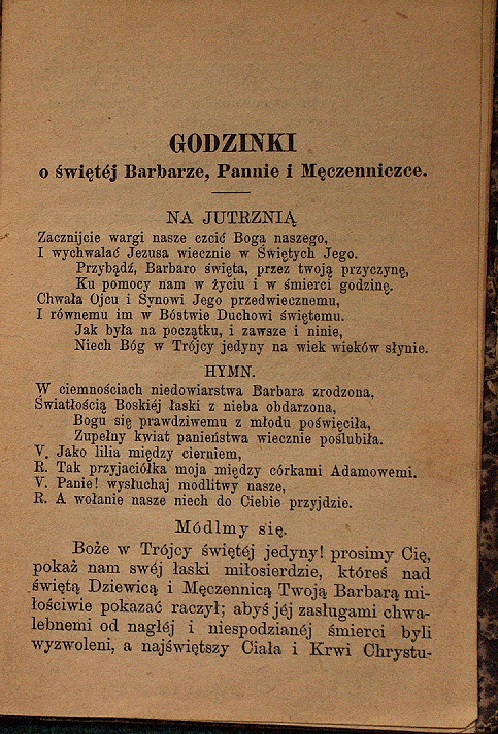 GODZINKI
o świętéj Barbarze, Pannie i Męczenniczce.
NA JUTRZNIĄ
Zacznijcie wargi nasze czcić Boga naszego,
I wychwalać Jezusa wiecznie w Świętych Jego.
Przybądź, Barbaro święta, przez twoją przyczynę,
Ku pomocy nam w życiu i w śmierci godzinę.
Chwała Ojcu i Synowi Jego przedwiecznemu,
I równemu im w Bóstwie Duchowi świętemu.
Jak była na początku, i zawsze i ninie,
Niech Bóg w Trójcy jedyny na wiek wieków słynie.
HYMN.
W ciemnościach niedowiarstwa Barbara zrodzona,
Światłością Boskiéj łaski z nieba obdarzona,
Bogu się prawdziwemu z młodu poświęciła,
Zupełny kwiat panieństwa wiecznie poślubiła.
V. Jako lilia między cierniem,
R. Tak przyjaciółka moja między córkami Adamowemi.
V. Panie! wysłuchaj modlitwy nasze,
R. A wołanie nasze niech do Ciebie przyjdzie.
Módlmy się.
Boże w Trójcy świętéj jedyny! prosimy Cię,
pokaż nam swéj łaski miłosierdzie, któreś nad
świętą Dziewicą i Męczennicą Twoją Barbarą mi-
łościwie pokazać raczył; abyś jéj zasługami chwa-
lebnemi od nagłéj i niespodzianéj śmierci byli
wyzwoleni, a najświętszy Ciała i Krwi Chrystu-